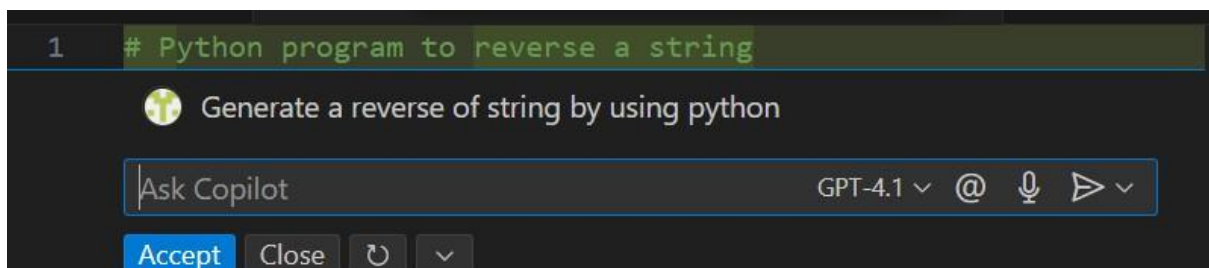 1 # Python program to reverse a string
Generate a reverse of string by using python
Ask Copilot GPT-4.1 @
Accept Close